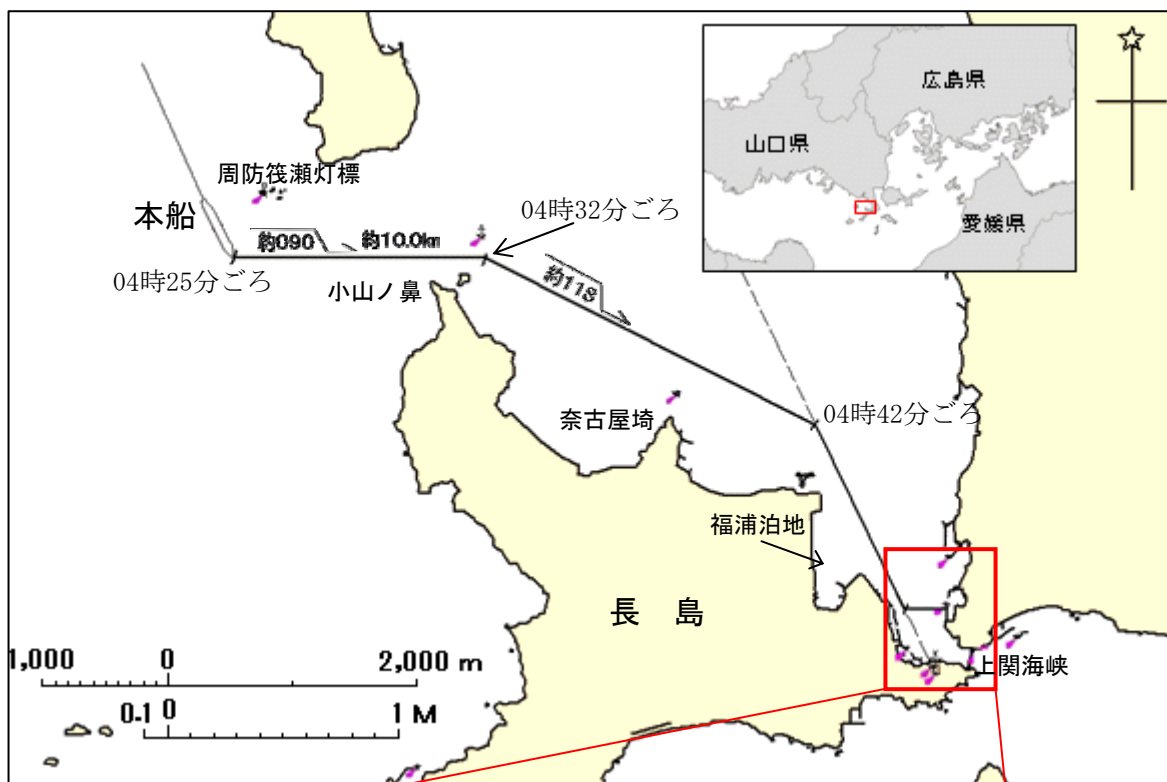 広島県
山口県
愛媛県
周防筏瀬灯標
本船
04時32分ごろ
約090
約10.0km
04時25分ごろ
小山ノ鼻
約118
奈古屋埼
04時42分ごろ
福浦泊地
長 島
上関海峡
1,000 0 2,000 m
0.1 0 1 M